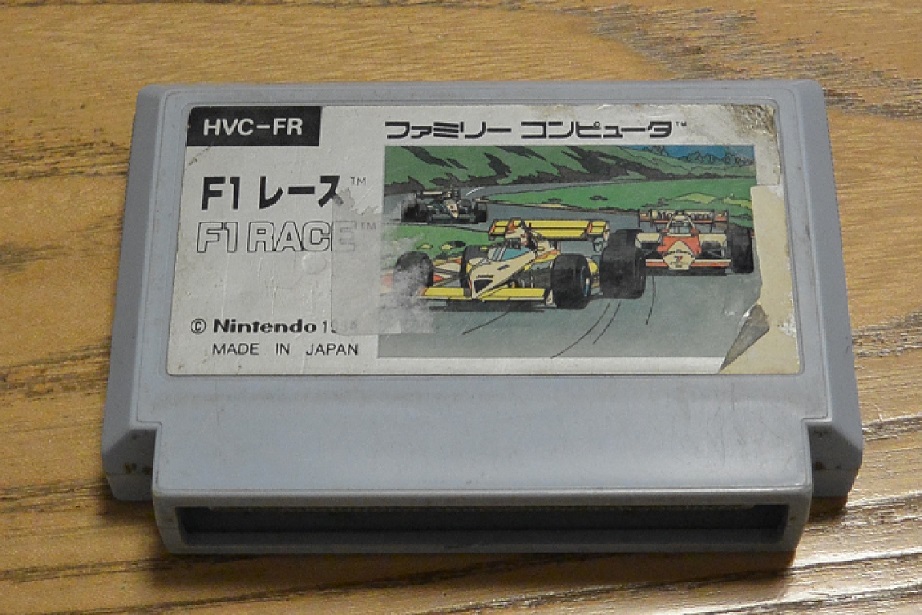 HVC-FR
ファミリー コンピュータ™
F1 レース™
F1 RACE™
© Nintendo
MADE IN JAPAN